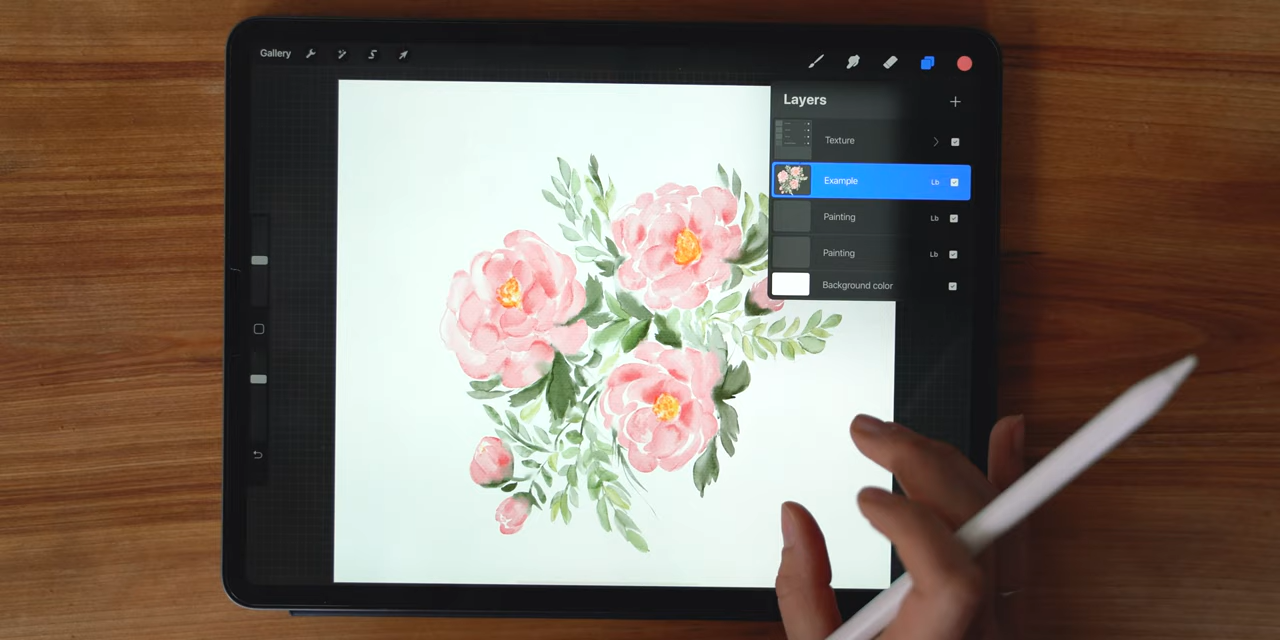 Gallery
Layers
Texture
Example Lb
Painting Lb
Painting Lb
Background color